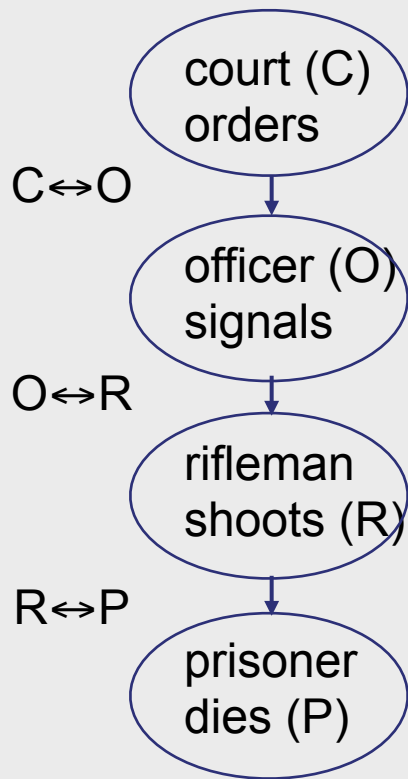 court (C)
orders
C↔O
officer (O)
signals
O↔R
rifleman
shoots (R)
R↔P
prisoner
dies (P)